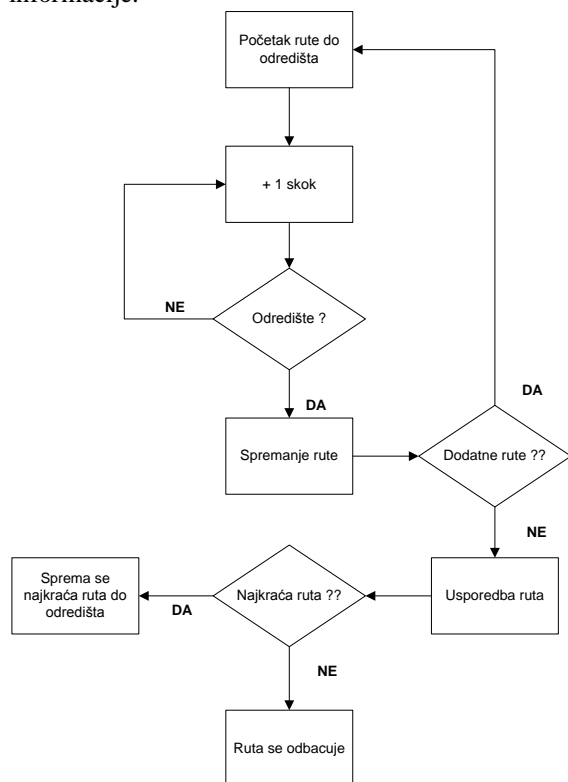 informacije.
Početak rute do
odredišta
+ 1 skok
NE
Odredište ?
DA
DA
Spremanje rute
Dodatne rute ??
NE
Sprema se
najkraća ruta do
odredišta
DA
Najkraća ruta ??
Usporedba ruta
NE
Ruta se odbacuje